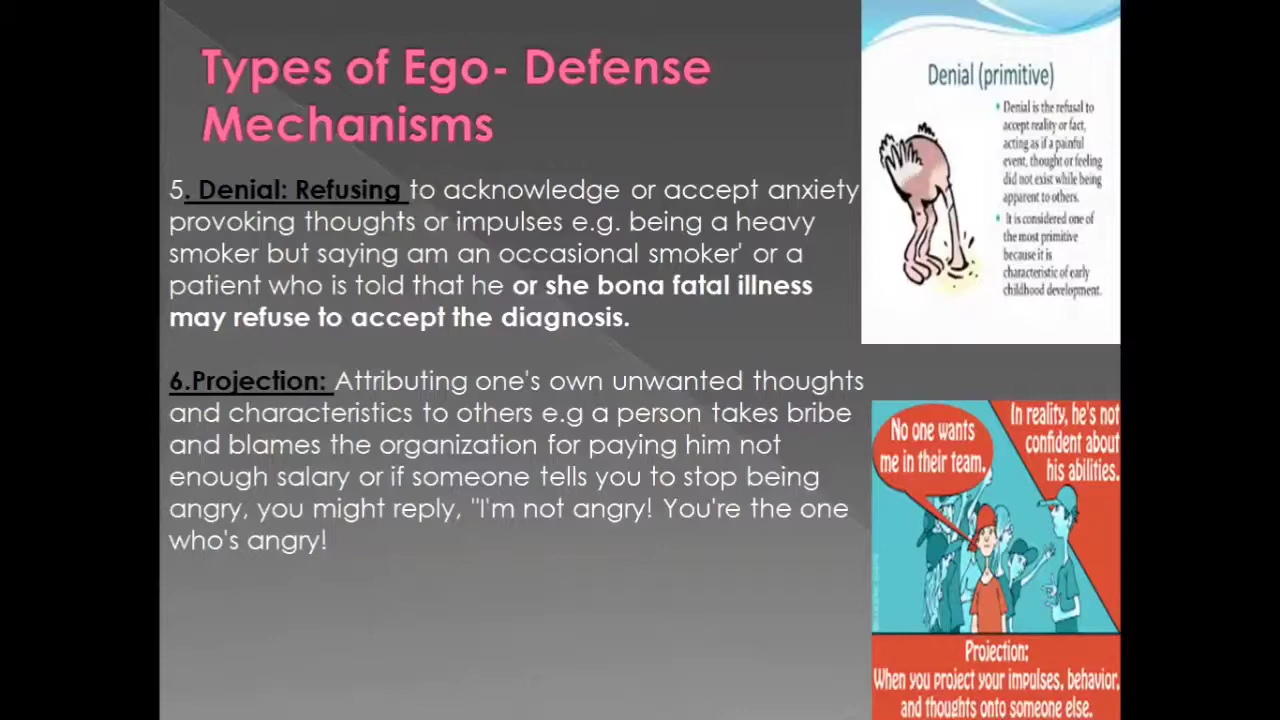 Types of Ego- Defense
Mechanisms
5. Denial: Refusing to acknowledge or accept anxiety
provoking thoughts or impulses e.g. being a heavy
smoker but saying am an occasional smoker' or a
patient who is told that he or she bona fatal illness
may refuse to accept the diagnosis.
6.Projection: Attributing one's own unwanted thoughts
and characteristics to others e.g a person takes bribe
and blames the organization for paying him not
enough salary or if someone tells you to stop being
angry, you might reply, "I'm not angry! You're the one
who's angry!
Denial (primitive)
• Denial is the refusal to
accept reality or fact,
acting as if a painful
event, thought or feeling
did not exist while being
apparent to others.
• It is considered one of
the most primitive
because it is
characteristic of early
childhood development.
No one wants
me in their team.
In reality, he's not
confident about
his abilities.
Projection:
When you project your impulses, behavior,
and thoughts onto someone else.